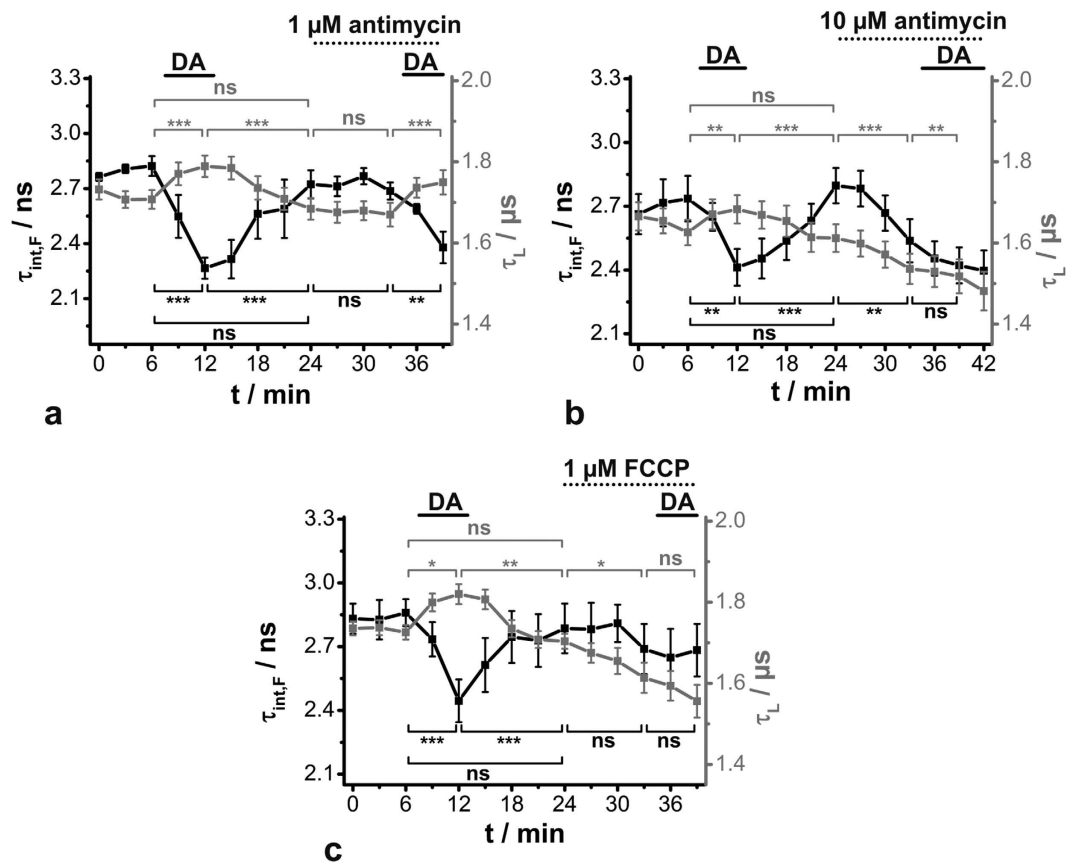 1 µM antimycin
DA DA
3.3 2.0
ns
*** *** ns ***
3.0
1.8
2.7
τint,F / ns
τL / µs
2.4
1.6
2.1
*** *** ns **
ns
1.4
0 6 12 18 24 30 36
t / min
a
10 µM antimycin
DA DA
3.3 2.0
ns
** *** *** **
3.0
1.8
2.7
τint,F / ns
τL / µs
1.6
2.4
** *** ** ns
ns
1.4
2.1
0 6 12 18 24 30 36 42
t / min
b
1 µM FCCP
DA DA
3.3 2.0
ns
* ** * ns
3.0
1.8
2.7
τint,F / ns
τL / µs
1.6
2.4
*** *** ns ns
ns
1.4
2.1
0 6 12 18 24 30 36
t / min
c